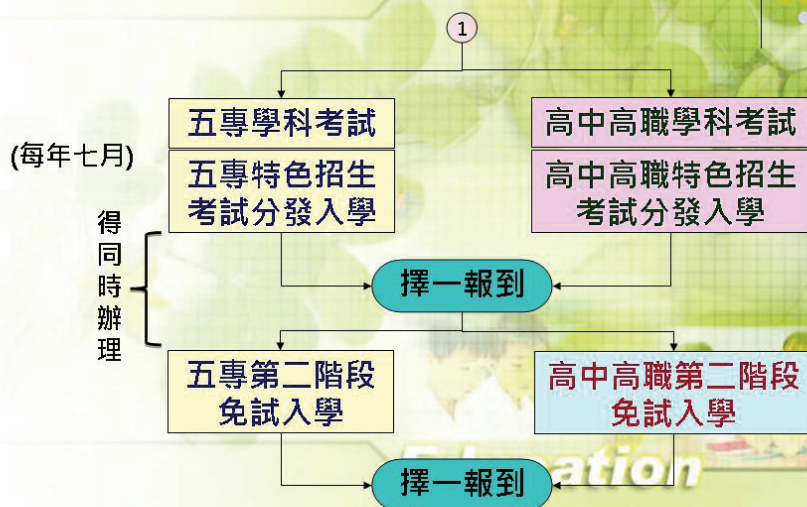 1
五專學科考試
高中高職學科考試
(每年七月)
五專特色招生
考試分發入學
高中高職特色招生
考試分發入學
得同時辦理
擇一報到
五專第二階段
免試入學
高中高職第二階段
免試入學
擇一報到